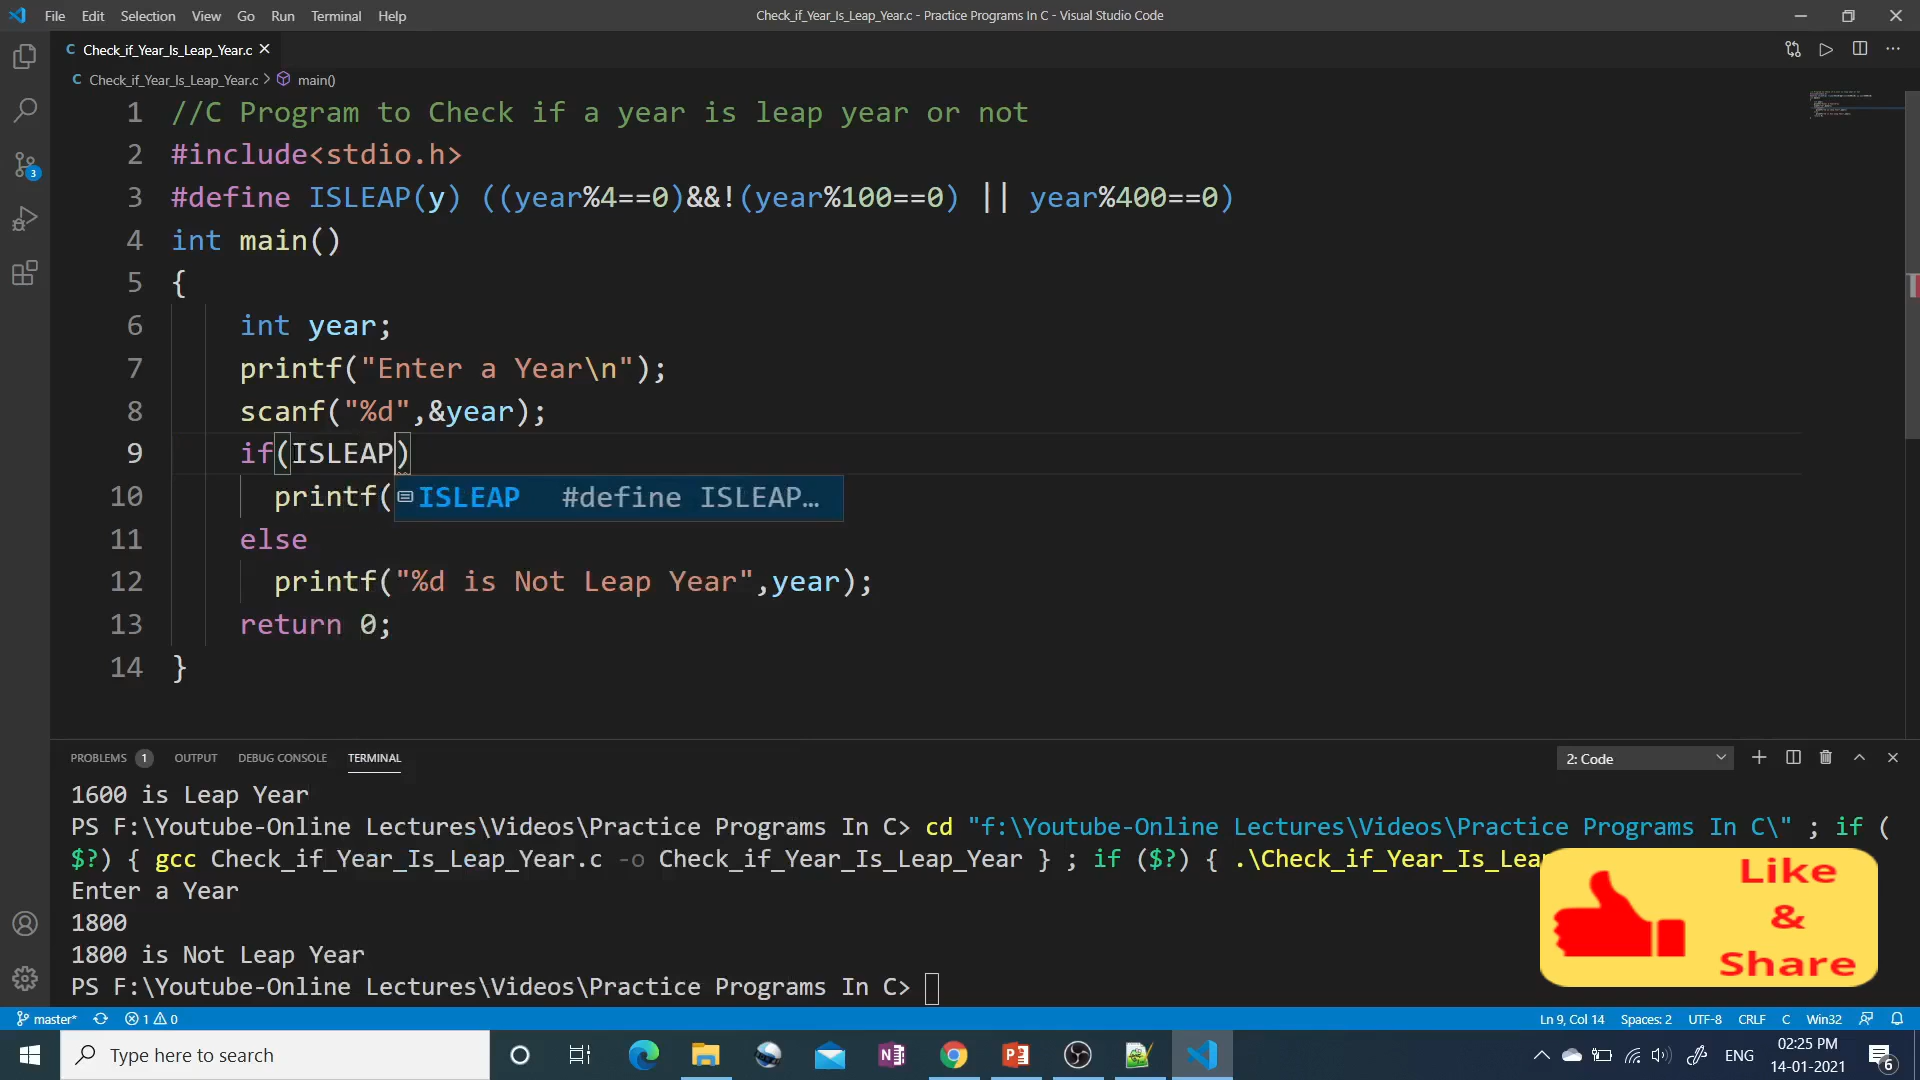 File Edit Selection View Go Run Terminal Help
Check_if_Year_Is_Leap_Year.c - Practice Programs In C - Visual Studio Code
C Check_if_Year_Is_Leap_Year.c
C Check_if_Year_Is_Leap_Year.c > main()
1 //C Program to Check if a year is leap year or not
2 #include<stdio.h>
3 #define ISLEAP(y) ((year%4==0)&&!(year%100==0) || year%400==0)
4 int main()
5 {
6 int year;
7 printf("Enter a Year\n");
8 scanf("%d",&year);
9 if(ISLEAP)
10 printf(
ISLEAP #define ISLEAP…
11 else
12 printf("%d is Not Leap Year",year);
13 return 0;
14 }
3
PROBLEMS 1 OUTPUT DEBUG CONSOLE TERMINAL
2: Code
1600 is Leap Year
PS F:\Youtube-Online Lectures\Videos\Practice Programs In C> cd "f:\Youtube-Online Lectures\Videos\Practice Programs In C\" ; if (
$?) { gcc Check_if_Year_Is_Leap_Year.c -o Check_if_Year_Is_Leap_Year } ; if ($?) { .\Check_if_Year_Is_Lea
Enter a Year
1800
1800 is Not Leap Year
PS F:\Youtube-Online Lectures\Videos\Practice Programs In C>
Like
&
Share
master* 1 0
Ln 9, Col 14 Spaces: 2 UTF-8 CRLF C Win32
Type here to search
ENG
02:25 PM
14-01-2021
6